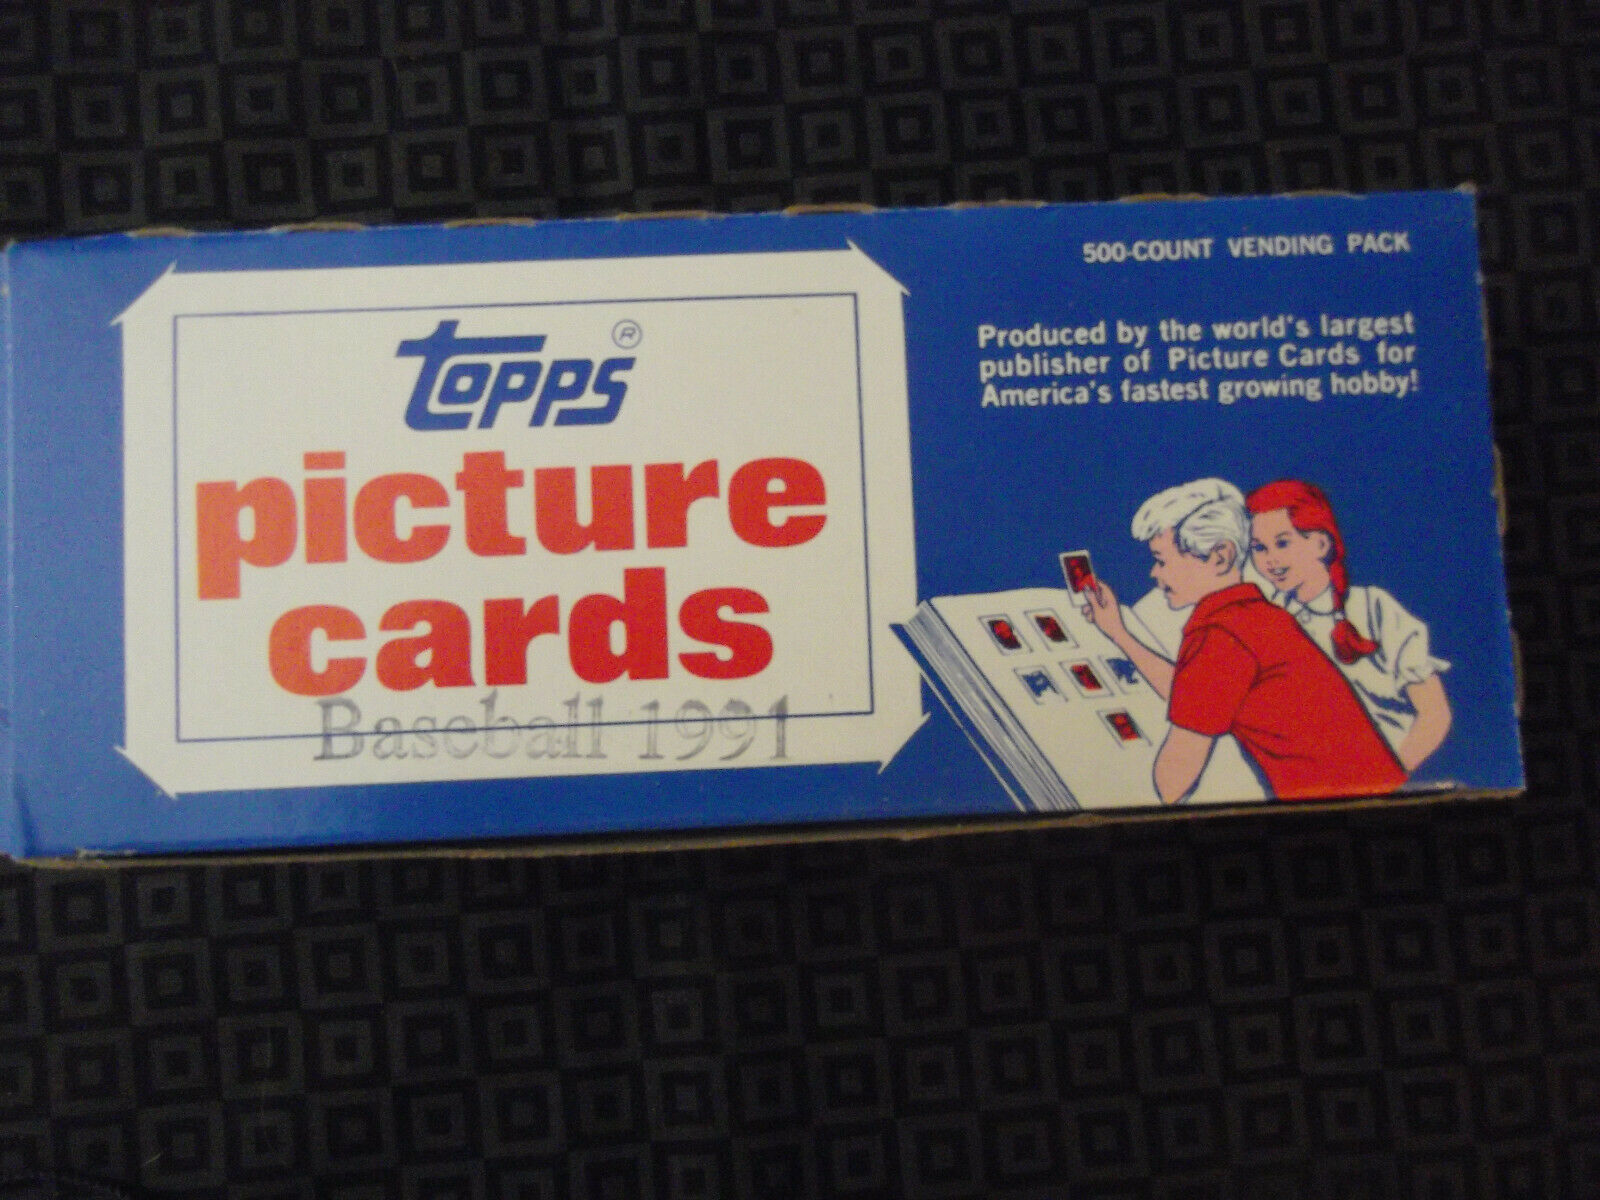 500-COUNT VENDING PACK
TOPPS®
picture
cards
Baseball 1991
Produced by the world's largest
publisher of Picture Cards for
America's fastest growing hobby!